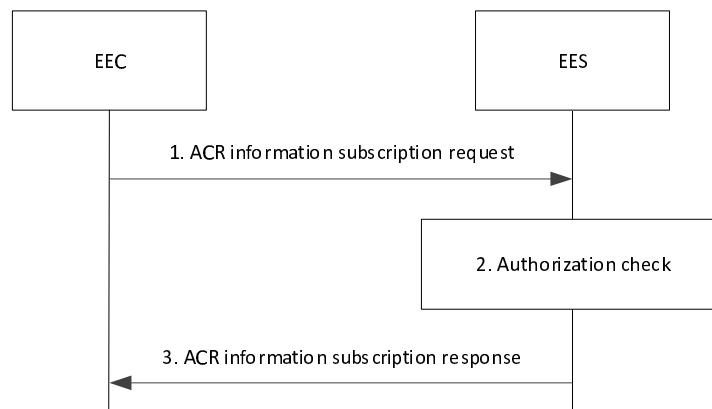 EEC
EES
1. ACR information subscription request
2. Authorization check
3. ACR information subscription response